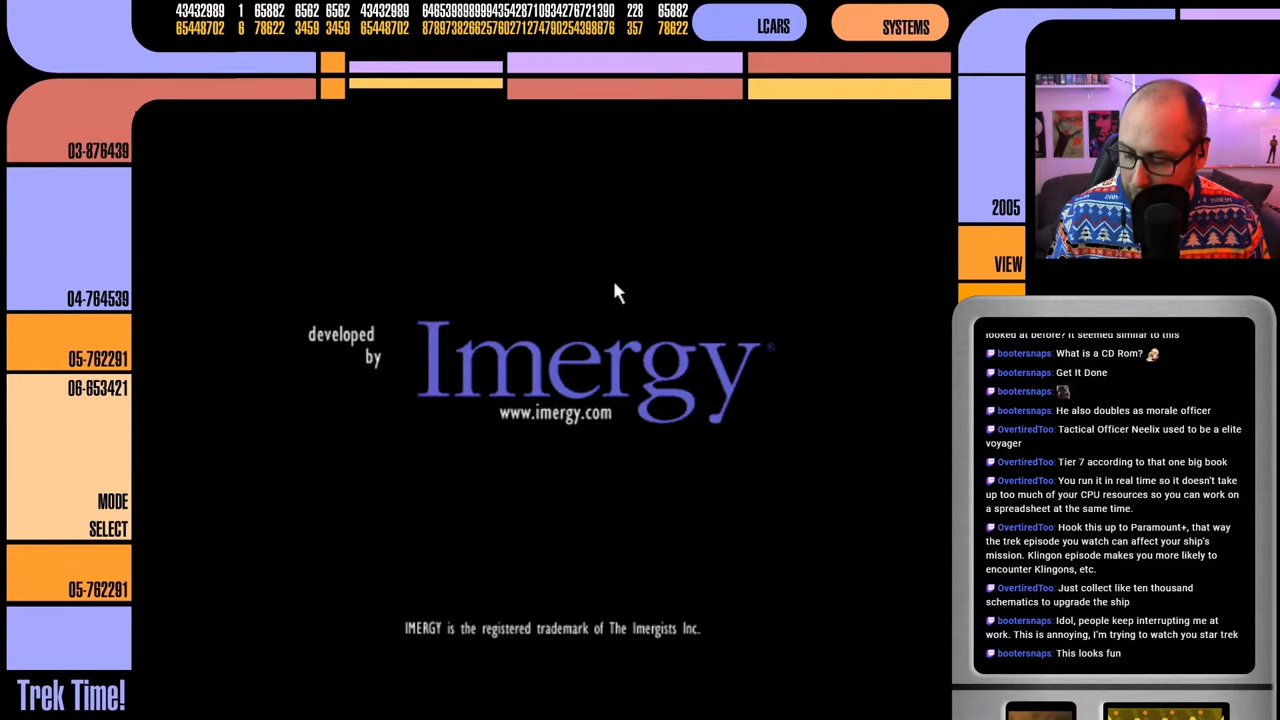 43432989 1 65882 6562 6562 43432989 64653989899943542871093427672 1390 228 65882
65448702 6 78622 3459 3459 65448702 357 78622
LCARS
SYSTEMS
03-876439
04-764539
05-762291
06-653421
MODE
SELECT
05-762291
Trek Time!
developed
by
Imergy®
www.imergy.com
IMERGY is the registered trademark of The Imergists Inc.
2005
VIEW
looked at before? It seemed similar to this
bootersnaps: What is a CD Rom?
bootersnaps: Get It Done
bootersnaps:
bootersnaps: He also doubles as morale officer
OvertiredToo: Tactical Officer Neelix used to be a elite
voyager
OvertiredToo: Tier 7 according to that one big book
OvertiredToo: You run it in real time so it doesn't take
up too much of your CPU resources so you can work on
a spreadsheet at the same time.
OvertiredToo: Hook this up to Paramount+, that way
the trek episode you watch can affect your ship's
mission. Klingon episode makes you more likely to
encounter Klingons, etc.
OvertiredToo: Just collect like ten thousand
schematics to upgrade the ship
bootersnaps: Idol, people keep interrupting me at
work. This is annoying, I'm trying to watch you star trek
bootersnaps: This looks fun